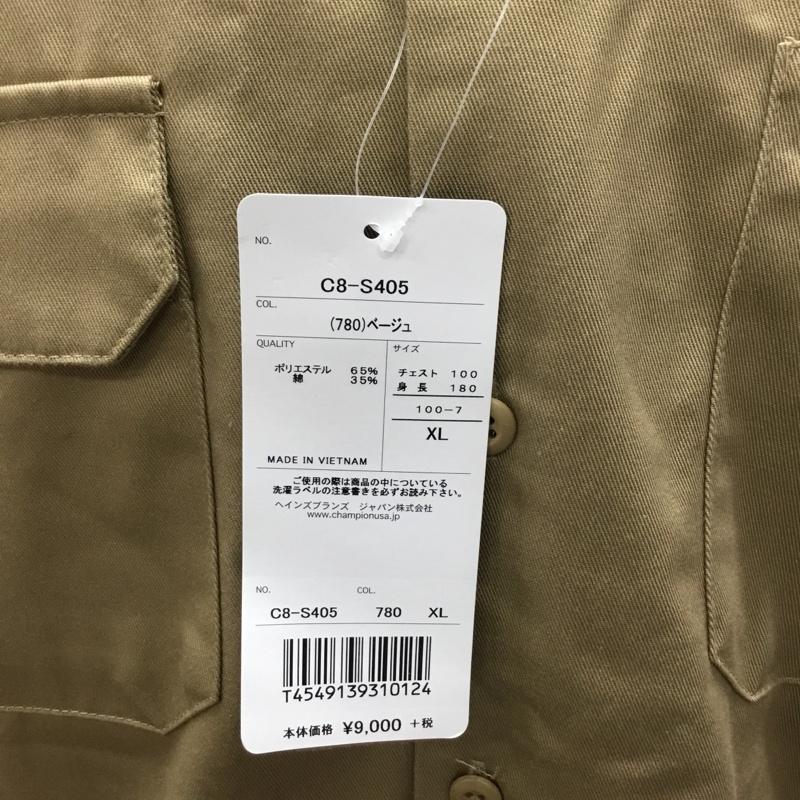 NO.
C8-S405
COL.
(780)ベージュ
QUALITY
ポリエステル 65%
綿 35%
MADE IN VIETNAM
サイズ
チェスト 100
身長 180
100-7
XL
ご使用の際は商品の中についている
洗濯ラベルの注意書きを必ずお読み下さい。
ヘインズブランズ ジャパン株式会社
www.championusa.jp
NO. COL.
C8-S405 780 XL
T4549139310124
本体価格 ¥9,000 +税